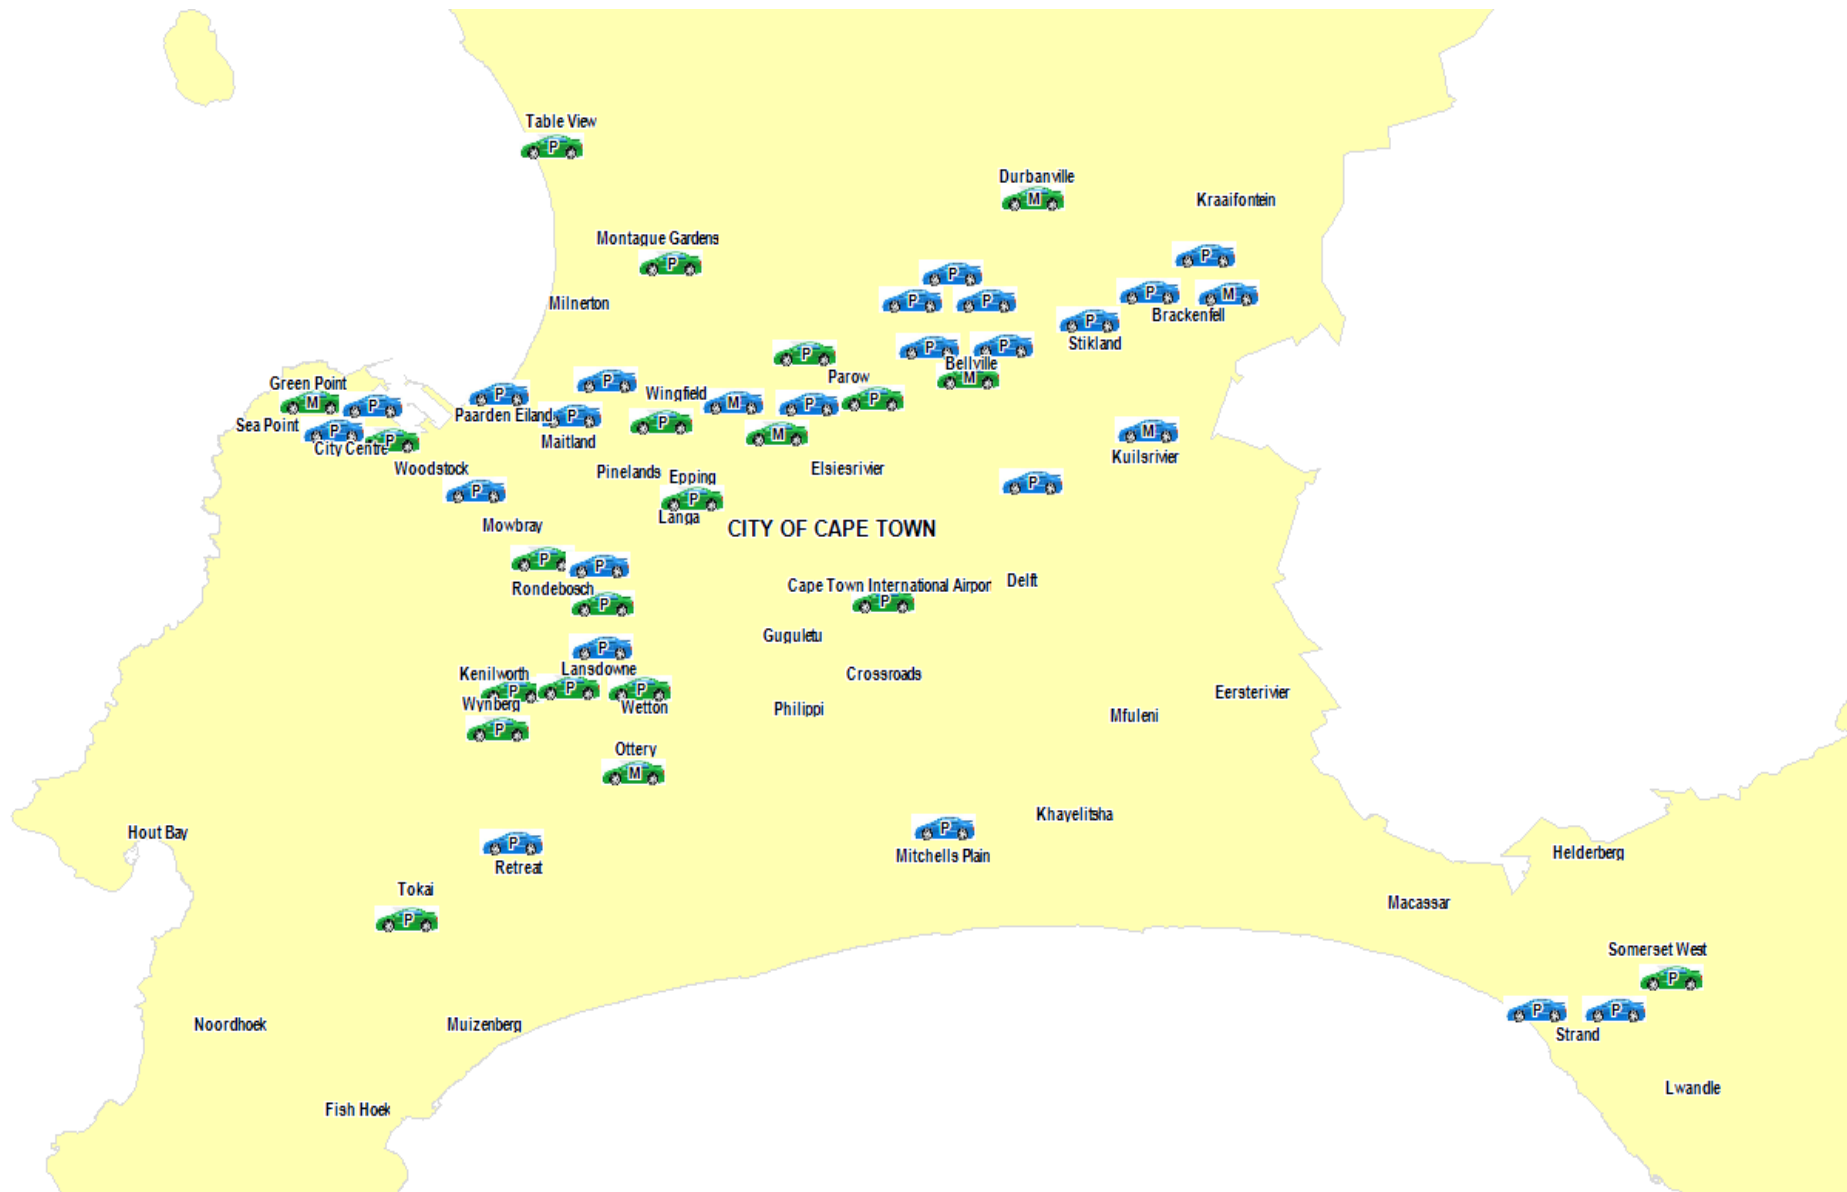 Table View
P
Durbanville
M
Kraaifontein
Montague Gardens
P
P
P
P
P
P
M
Milnerton
Brackenfell
P
Stikland
P
P
P
Bellville
M
Parow
P
Green Point
M
P
Sea Point
P
City Centre
P
Paarden Eiland
P
P
P
Maitland
Wingfield
P
M
P
M
Elsiesrivier
M
Kuilsrivier
Woodstock
P
Pinelands
Epping
P
Langa
P
Mowbray
CITY OF CAPE TOWN
P
P
Rondebosch
P
Cape Town International Airport
P
Delft
Guguletu
P
Lansdowne
Kenilworth
P
P
P
Wetton
Wynberg
P
Crossroads
Philippi
Eersterivier
Mfuleni
Ottery
M
Khayelitsha
Hout Bay
P
Retreat
P
Mitchells Plain
Helderberg
Tokai
P
Macassar
Somerset West
P
P
P
Strand
Noordhoek
Muizenberg
Lwandle
Fish Hoek